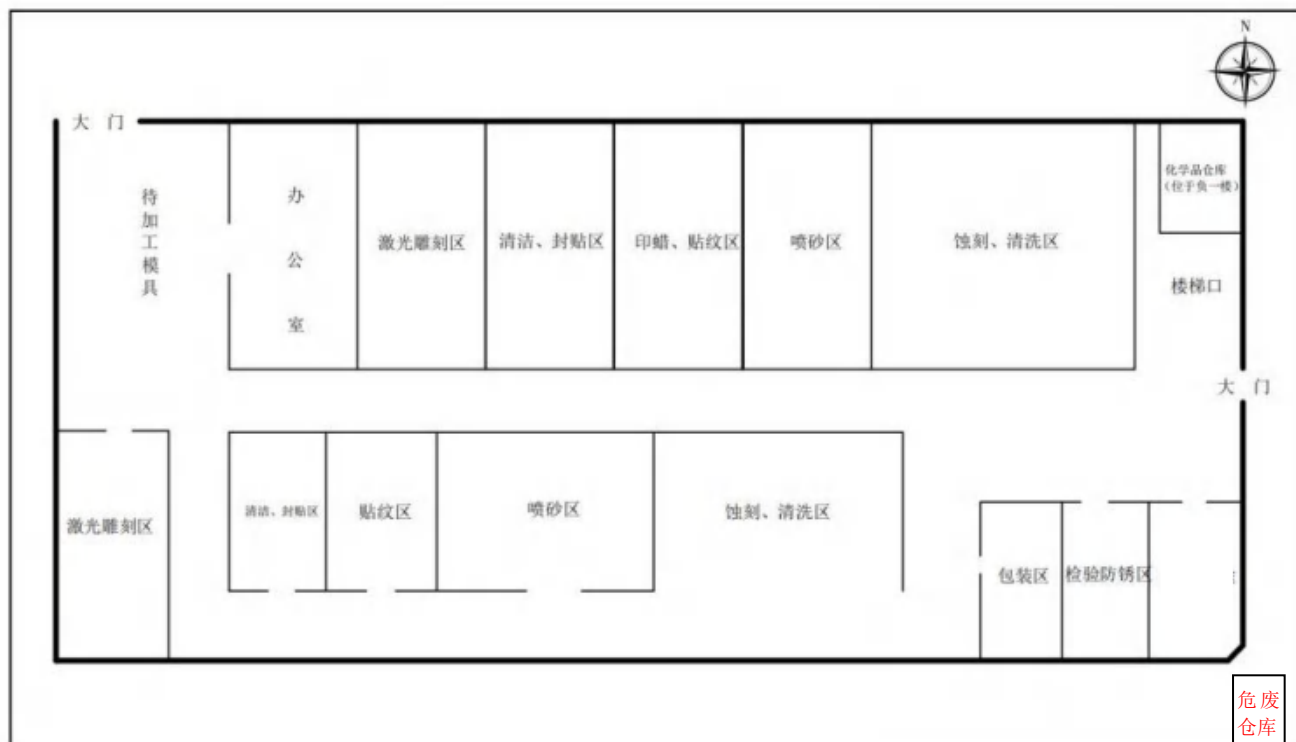 N
大 门
待加工模具
办公室
激光雕刻区
清洁、封贴区
印蜡、贴纹区
喷砂区
蚀刻、清洗区
化学品仓库
（位于负一楼）
楼梯口
大 门
激光雕刻区
清洁、封贴区
贴纹区
喷砂区
蚀刻、清洗区
包装区
检验防锈区
危废
仓库